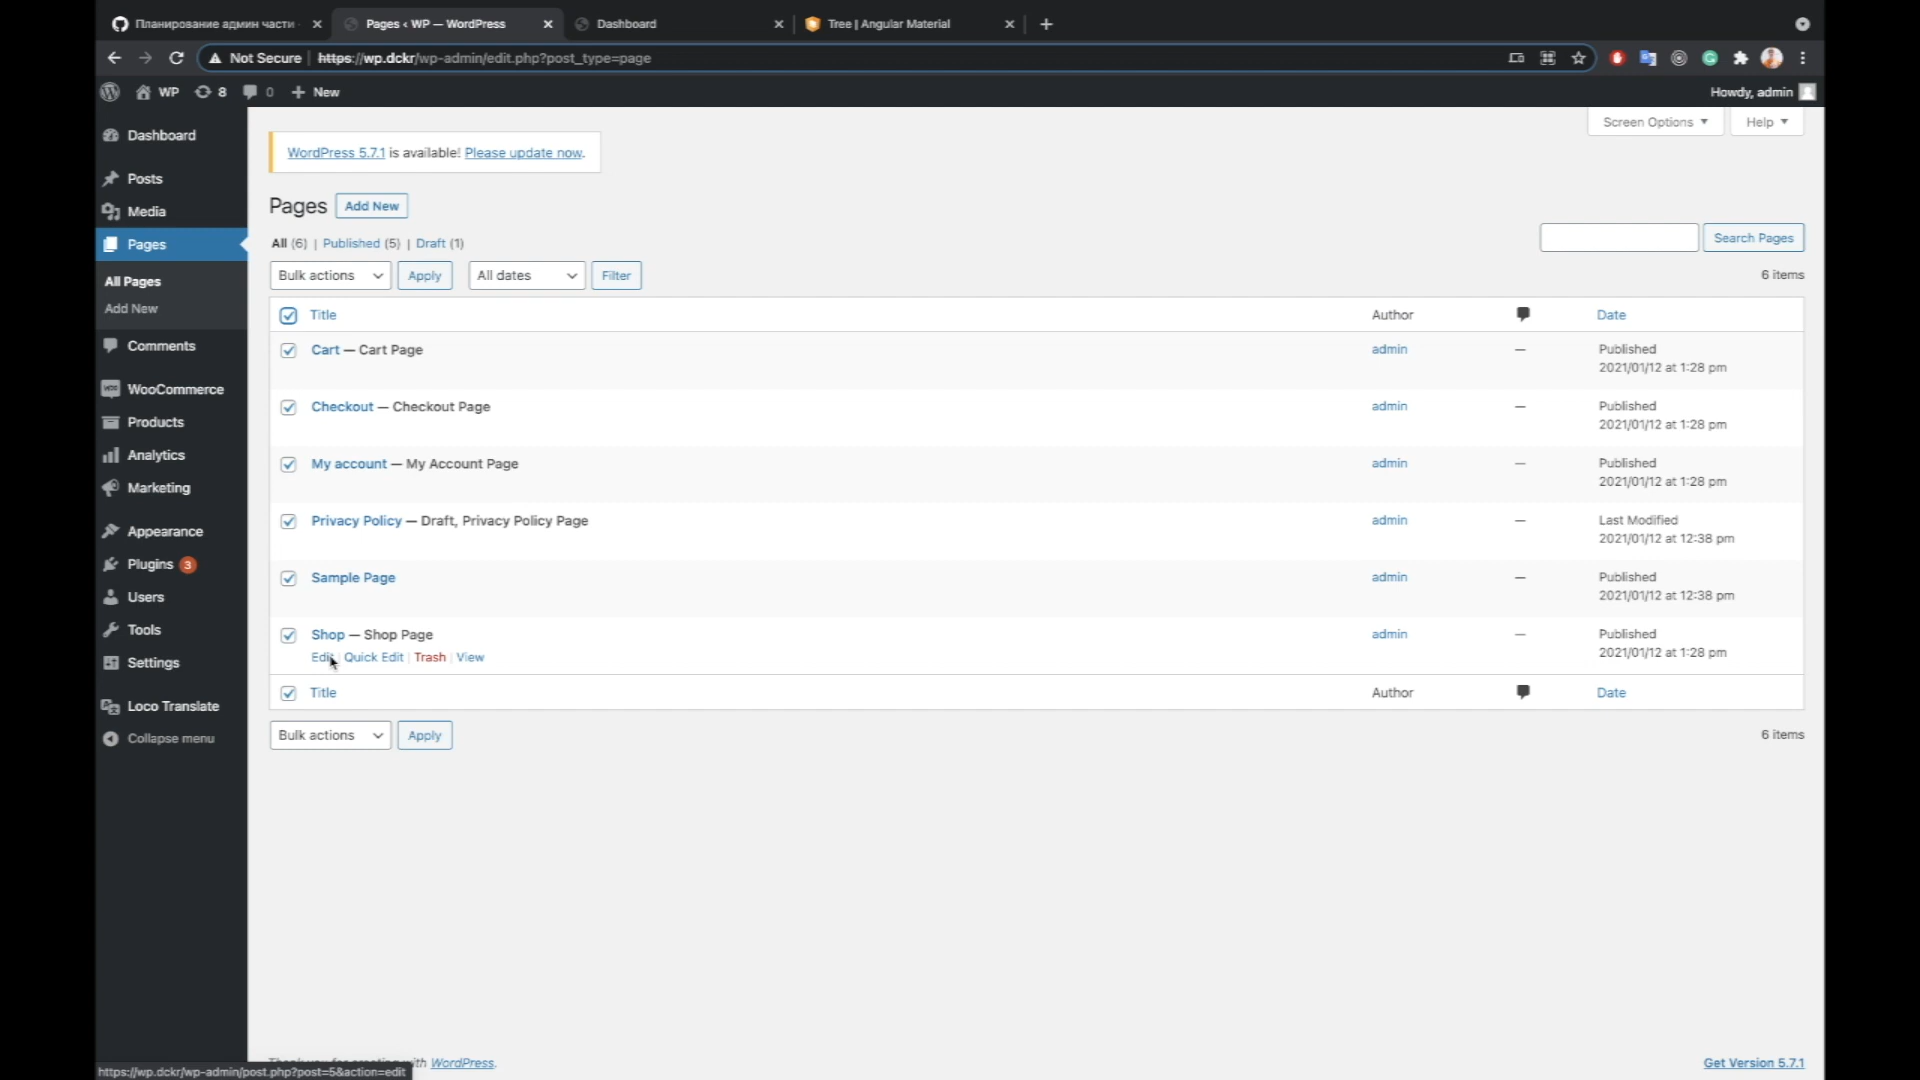 Планирование админ части
Pages ‹ WP — WordPress
Dashboard
Tree | Angular Material
Not Secure
https://wp.dckr/wp-admin/edit.php?post_type=page
WP
8
0
New
Howdy, admin
Dashboard
Posts
Media
Pages
All Pages
Add New
Comments
WooCommerce
Products
Analytics
Marketing
Appearance
Plugins 3
Users
Tools
Settings
Loco Translate
Collapse menu
Screen Options
Help
WordPress 5.7.1 is available! Please update now.
Pages Add New
All (6) | Published (5) | Draft (1)
Search Pages
Bulk actions Apply All dates Filter
6 items
Title Author Date
Cart — Cart Page admin — Published
2021/01/12 at 1:28 pm
Checkout — Checkout Page admin — Published
2021/01/12 at 1:28 pm
My account — My Account Page admin — Published
2021/01/12 at 1:28 pm
Privacy Policy — Draft, Privacy Policy Page admin — Last Modified
2021/01/12 at 12:38 pm
Sample Page admin — Published
2021/01/12 at 12:38 pm
Shop — Shop Page admin — Published
Edit | Quick Edit | Trash | View 2021/01/12 at 1:28 pm
Title Author Date
Bulk actions Apply
6 items
WordPress.
Get Version 5.7.1
https://wp.dckr/wp-admin/post.php?post=5&action=edit